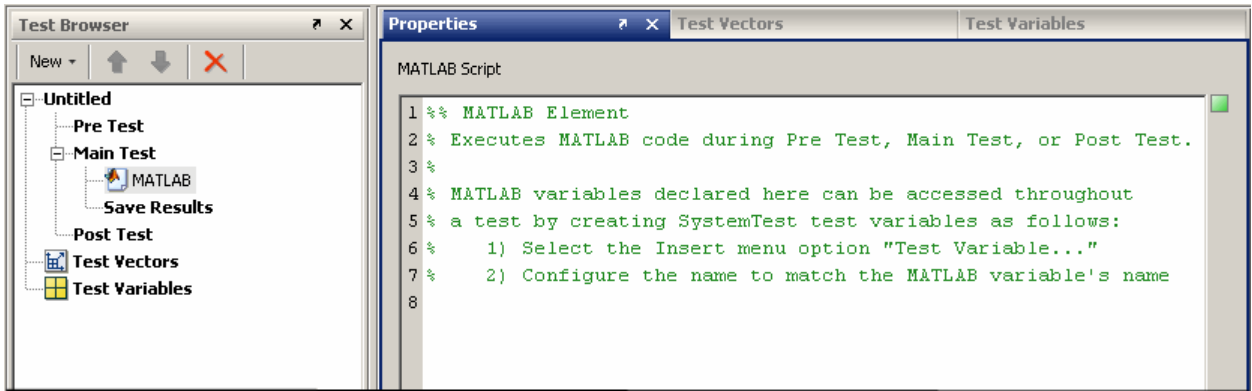 Test Browser
New
Untitled
Pre Test
Main Test
MATLAB
Save Results
Post Test
Test Vectors
Test Variables
Properties
Test Vectors
Test Variables
MATLAB Script
1 %% MATLAB Element
2 % Executes MATLAB code during Pre Test, Main Test, or Post Test.
3 %
4 % MATLAB variables declared here can be accessed throughout
5 % a test by creating SystemTest test variables as follows:
6 %    1) Select the Insert menu option "Test Variable..."
7 %    2) Configure the name to match the MATLAB variable's name
8